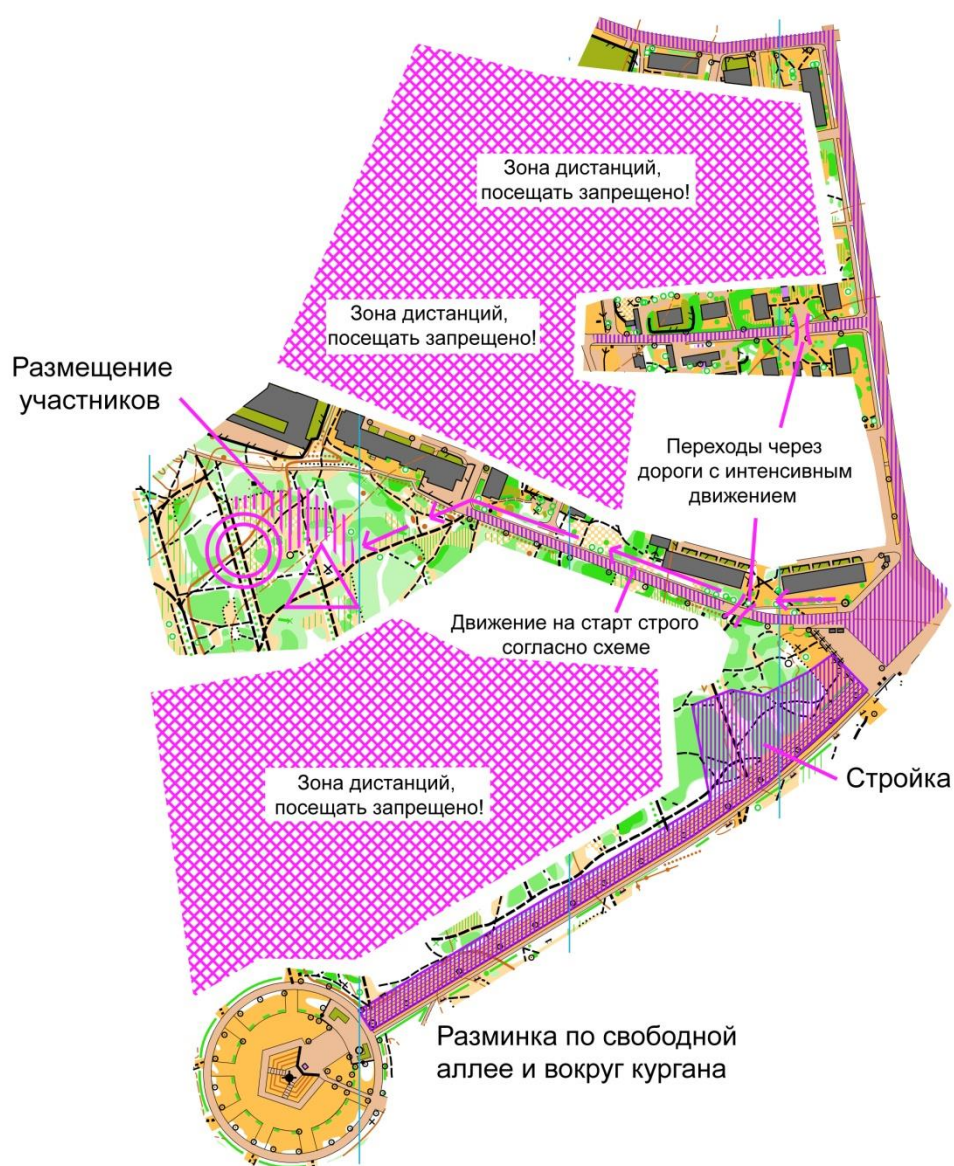 Зона дистанций,
посещать запрещено!
Зона дистанций,
посещать запрещено!
Размещение
участников
Переходы через
дороги с интенсивным
движением
Движение на старт строго
согласно схеме
Зона дистанций,
посещать запрещено!
Стройка
Разминка по свободной
аллее и вокруг кургана